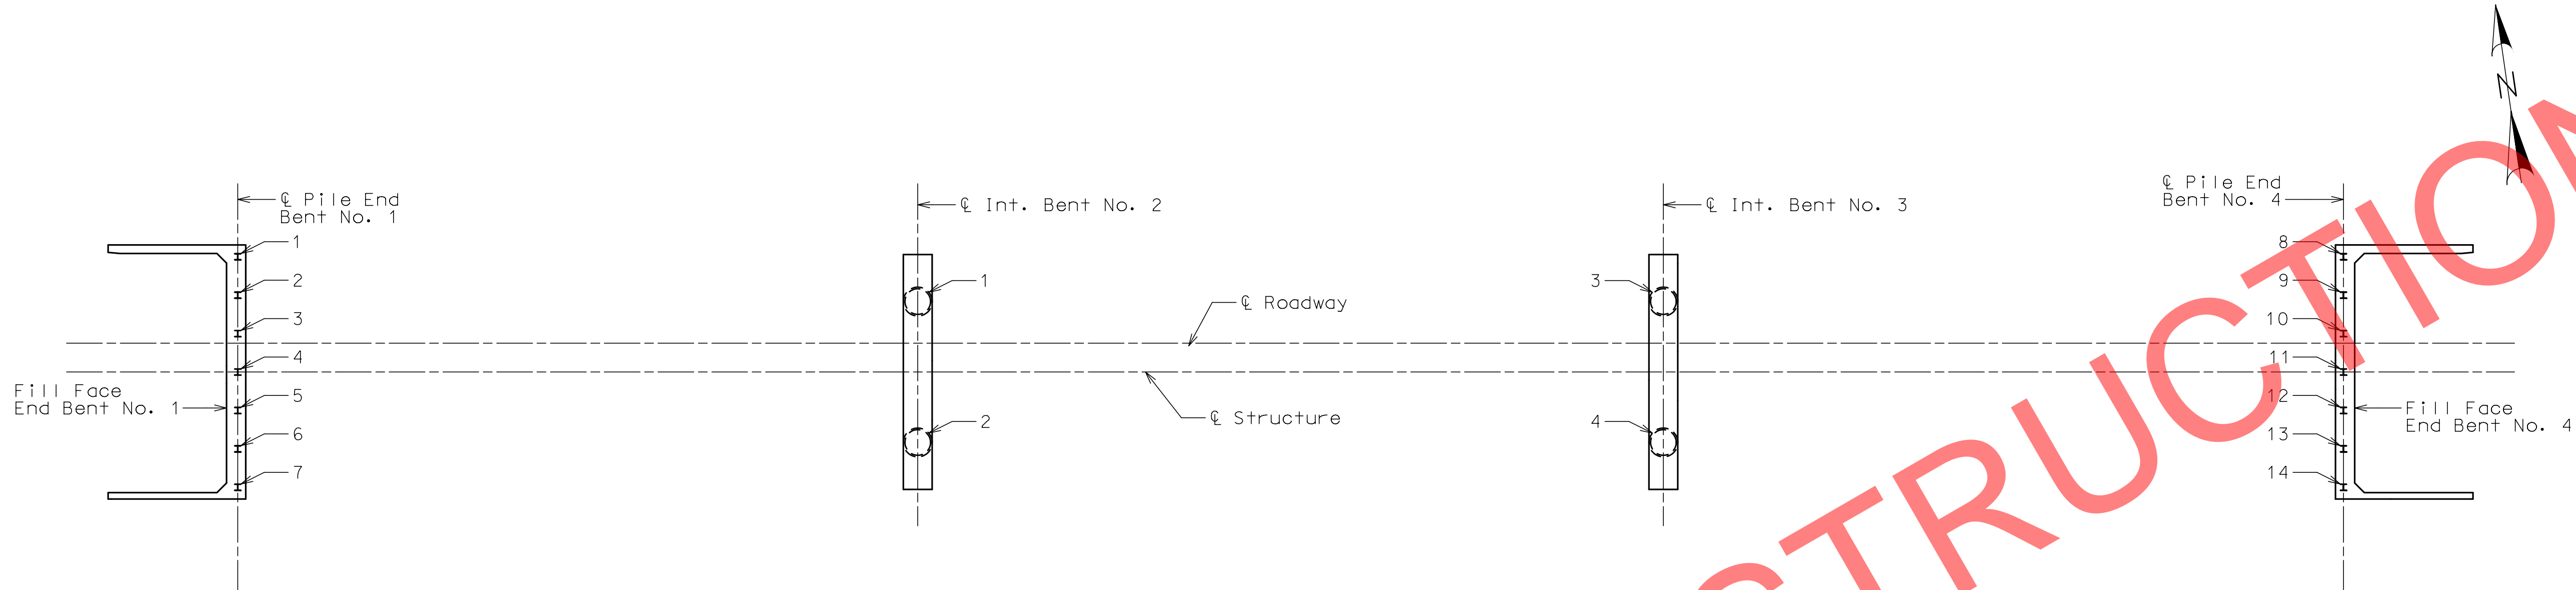 N
℄ Pile End
Bent No. 1
℄ Int. Bent No. 2
℄ Int. Bent No. 3
℄ Pile End
Bent No. 4
1
2
3
4
5
6
7
1
2
3
4
8
9
10
11
12
13
14
℄ Roadway
℄ Structure
Fill Face
End Bent No. 1
Fill Face
End Bent No. 4
STRUCTION